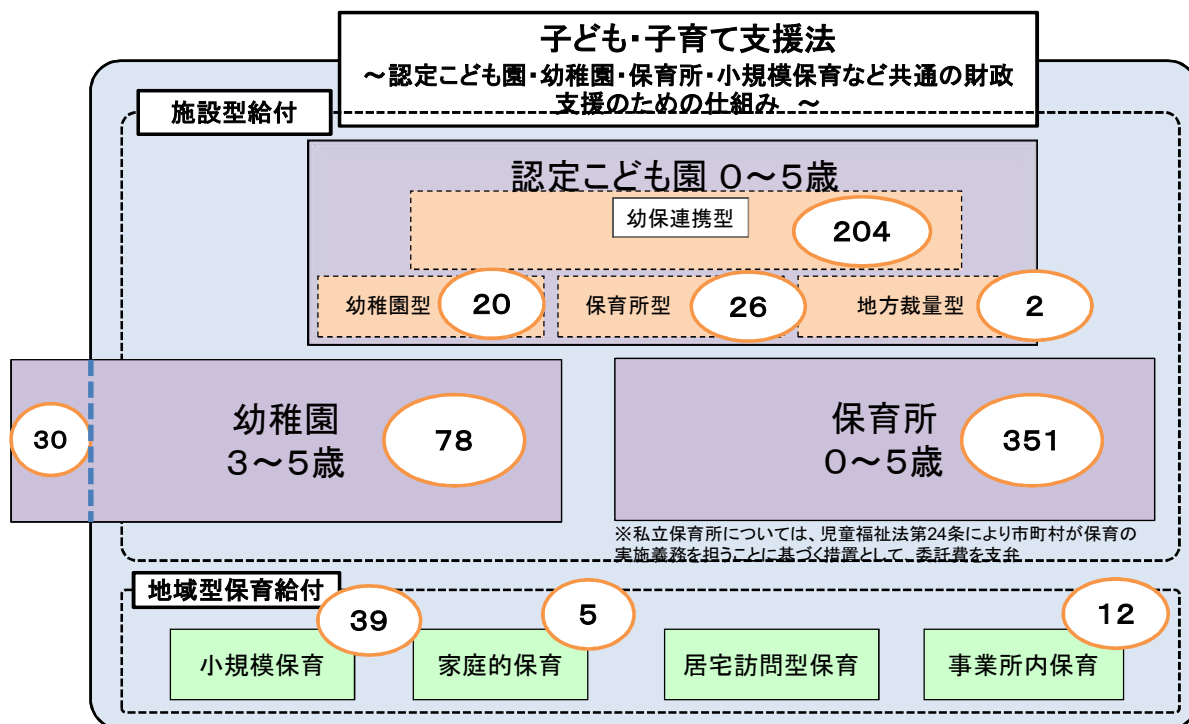 子ども・子育て支援法
～認定こども園・幼稚園・保育所・小規模保育など共通の財政
支援のための仕組み ～
施設型給付
認定こども園 ０～５歳
幼保連携型
204
幼稚園型
20
保育所型
26
地方裁量型
2
30
幼稚園
３～５歳
78
保育所
０～５歳
351
※私立保育所については、児童福祉法第24条により市町村が保育の
実施義務を担うことに基づく措置として、委託費を支弁
地域型保育給付
39
5
12
小規模保育
家庭的保育
居宅訪問型保育
事業所内保育